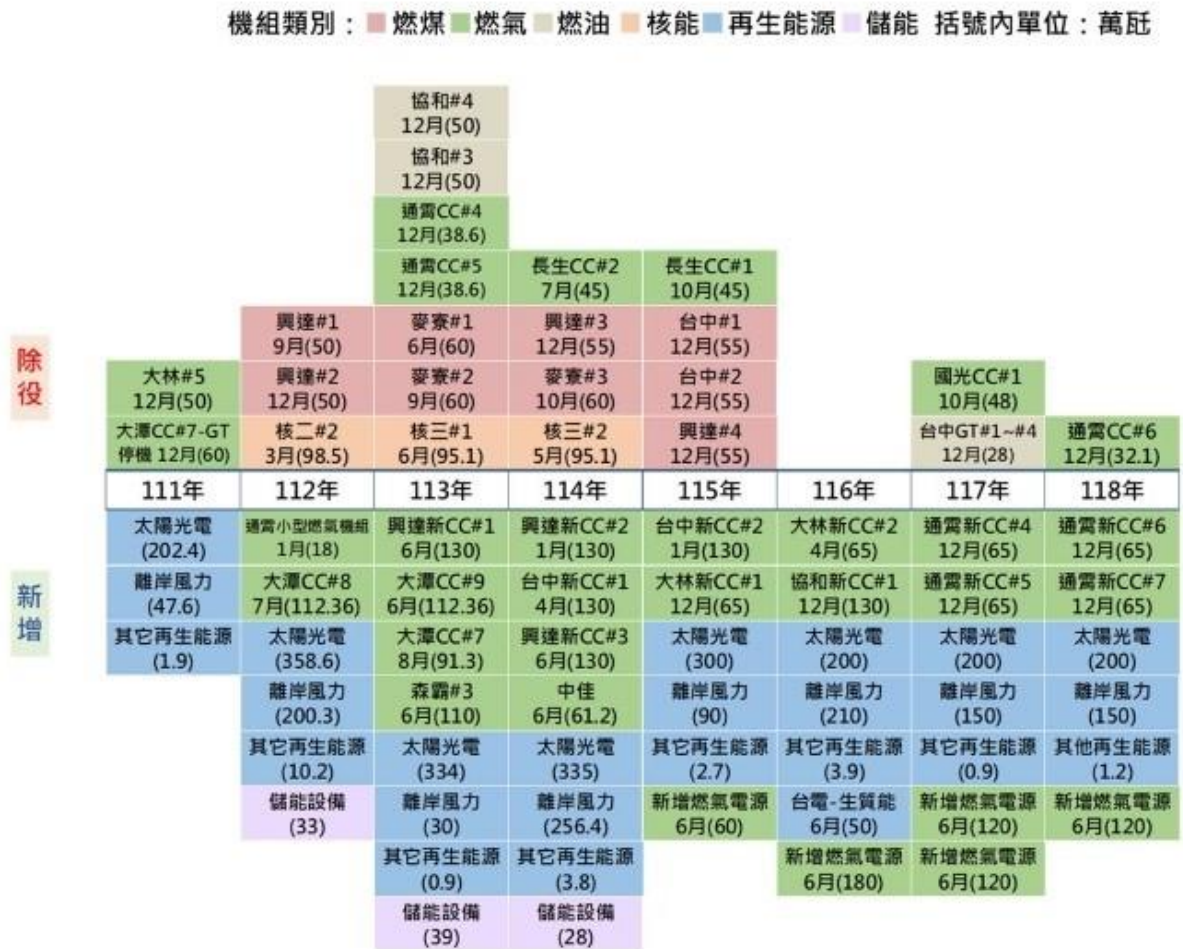 機組類別：燃煤 燃氣 燃油 核能 再生能源 儲能 括號內單位：萬瓩
協和#4
12月(50)
協和#3
12月(50)
通霄CC#4
12月(38.6)
通霄CC#5 長生CC#2 長生CC#1
12月(38.6) 7月(45) 10月(45)
興達#1 麥寮#1 興達#3 台中#1
9月(50) 6月(60) 12月(55) 12月(55)
除役
大林#5 興達#2 麥寮#2 麥寮#3 台中#2 國光CC#1
12月(50) 12月(50) 9月(60) 10月(60) 12月(55) 10月(48)
大潭CC#7-GT 核二#2 核三#1 核三#2 興達#4 台中GT#1~#4 通霄CC#6
停機 12月(60) 3月(98.5) 6月(95.1) 5月(95.1) 12月(55) 12月(28) 12月(32.1)
111年 112年 113年 114年 115年 116年 117年 118年
太陽光電 通霄小型燃氣機組 興達新CC#1 興達新CC#2 台中新CC#2 大林新CC#2 通霄新CC#4 通霄新CC#6
(202.4) 1月(18) 6月(130) 1月(130) 1月(130) 4月(65) 12月(65) 12月(65)
新增
離岸風力 大潭CC#8 大潭CC#9 台中新CC#1 大林新CC#1 協和新CC#1 通霄新CC#5 通霄新CC#7
(47.6) 7月(112.36) 6月(112.36) 4月(130) 12月(65) 12月(130) 12月(65) 12月(65)
其它再生能源 太陽光電 大潭CC#7 興達新CC#3 太陽光電 太陽光電 太陽光電 太陽光電
(1.9) (358.6) 8月(91.3) 6月(130) (300) (200) (200) (200)
離岸風力 森霸#3 中佳 離岸風力 離岸風力 離岸風力 離岸風力
(200.3) 6月(110) 6月(61.2) (90) (210) (150) (150)
其它再生能源 太陽光電 太陽光電 其它再生能源 其它再生能源 其它再生能源 其他再生能源
(10.2) (334) (335) (2.7) (3.9) (0.9) (1.2)
儲能設備 離岸風力 離岸風力 新增燃氣電源 台電-生質能 新增燃氣電源 新增燃氣電源
(33) (30) (256.4) 6月(60) 6月(50) 6月(120) 6月(120)
其它再生能源 其它再生能源 新增燃氣電源 新增燃氣電源
(0.9) (3.8) 6月(180) 6月(120)
儲能設備 儲能設備
(39) (28)